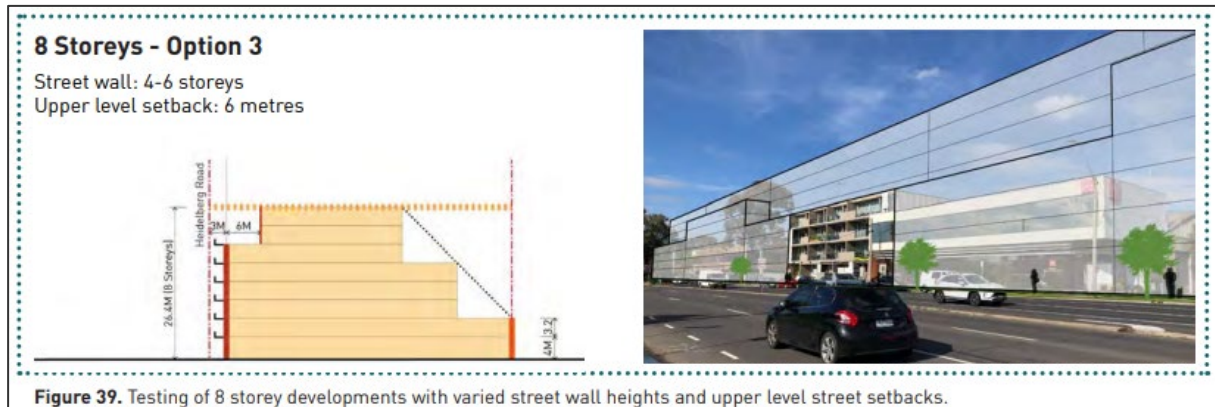 8 Storeys - Option 3
Street wall: 4-6 storeys
Upper level setback: 6 metres
Heidelberg Road
3M
6M
26.4M (8 Storeys)
4M
3.2
Figure 39. Testing of 8 storey developments with varied street wall heights and upper level street setbacks.